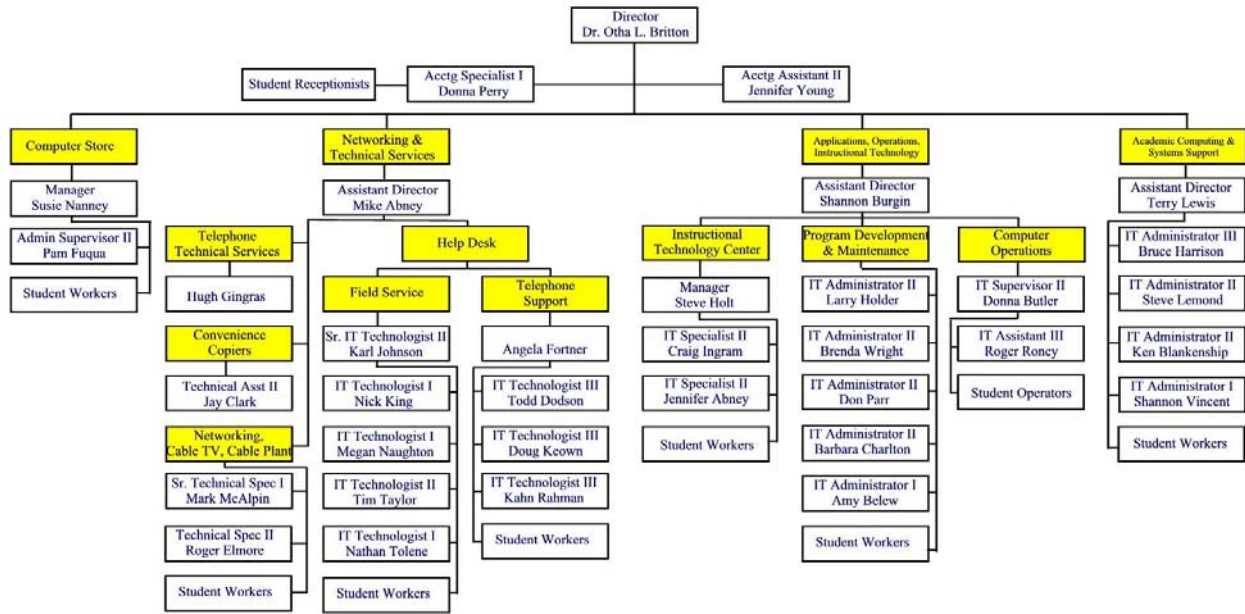 Director
Dr. Otha L. Britton
Student Receptionists
Acctg Specialist I
Donna Perry
Acctg Assistant II
Jennifer Young
Computer Store
Manager
Susie Nanney
Admin Supervisor II
Pam Fuqua
Student Workers
Networking &
Technical Services
Assistant Director
Mike Abney
Telephone
Technical Services
Hugh Gingras
Convenience
Copiers
Technical Asst II
Jay Clark
Networking,
Cable TV, Cable Plant
Sr. Technical Spec I
Mark McAlpin
Technical Spec II
Roger Elmore
Student Workers
Help Desk
Field Service
Sr. IT Technologist II
Karl Johnson
IT Technologist I
Nick King
IT Technologist I
Megan Naughton
IT Technologist II
Tim Taylor
IT Technologist I
Nathan Tolene
Student Workers
Telephone
Support
Angela Fortner
IT Technologist III
Todd Dodson
IT Technologist III
Doug Keown
IT Technologist III
Kahn Rahman
Student Workers
Applications, Operations,
Instructional Technology
Assistant Director
Shannon Burgin
Instructional
Technology Center
Manager
Steve Holt
IT Specialist II
Craig Ingram
IT Specialist II
Jennifer Abney
Student Workers
Program Development
& Maintenance
IT Administrator II
Larry Holder
IT Administrator II
Brenda Wright
IT Administrator II
Don Parr
IT Administrator II
Barbara Charlton
IT Administrator I
Amy Belew
Student Workers
Computer
Operations
IT Supervisor II
Donna Butler
IT Assistant III
Roger Roney
Student Operators
Academic Computing &
Systems Support
Assistant Director
Terry Lewis
IT Administrator III
Bruce Harrison
IT Administrator II
Steve Lemond
IT Administrator II
Ken Blankenship
IT Administrator I
Shannon Vincent
Student Workers